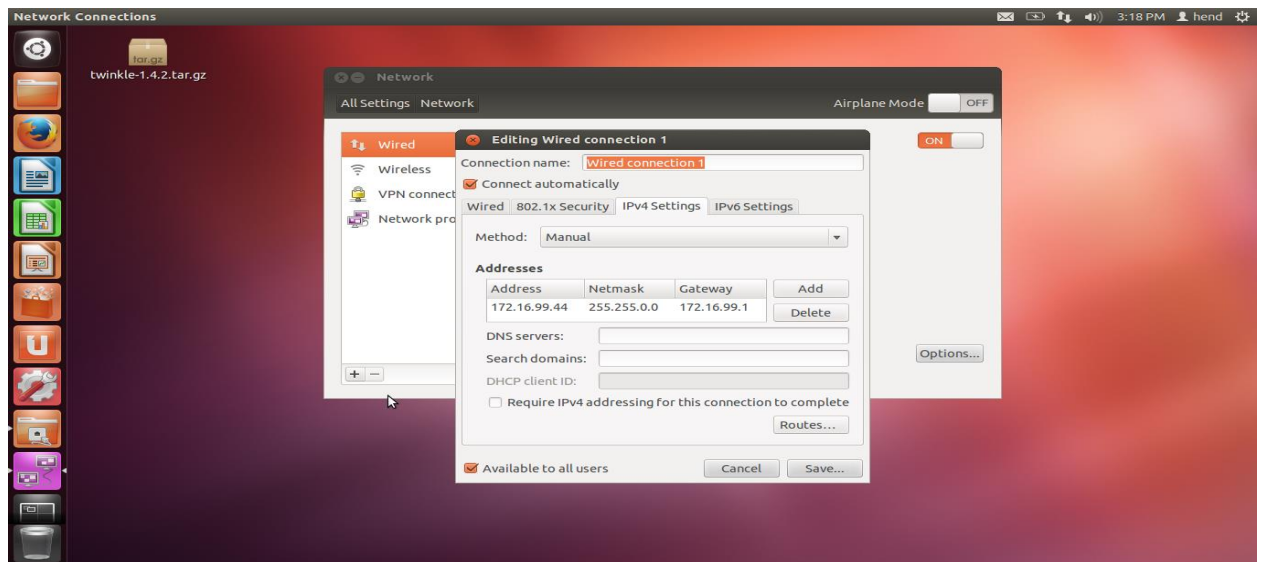 Network Connections
3:18 PM hend
tar.gz
twinkle-1.4.2.tar.gz
Network
All Settings Network
Airplane Mode OFF
Wired
ON
Wireless
VPN connect
Network pro
Options...
Editing Wired connection 1
Connection name: Wired connection 1
Connect automatically
Wired 802.1x Security IPv4 Settings IPv6 Settings
Method: Manual
Addresses
Address Netmask Gateway Add
172.16.99.44 255.255.0.0 172.16.99.1
Delete
DNS servers:
Search domains:
DHCP client ID:
Require IPv4 addressing for this connection to complete
Routes...
Available to all users Cancel Save...